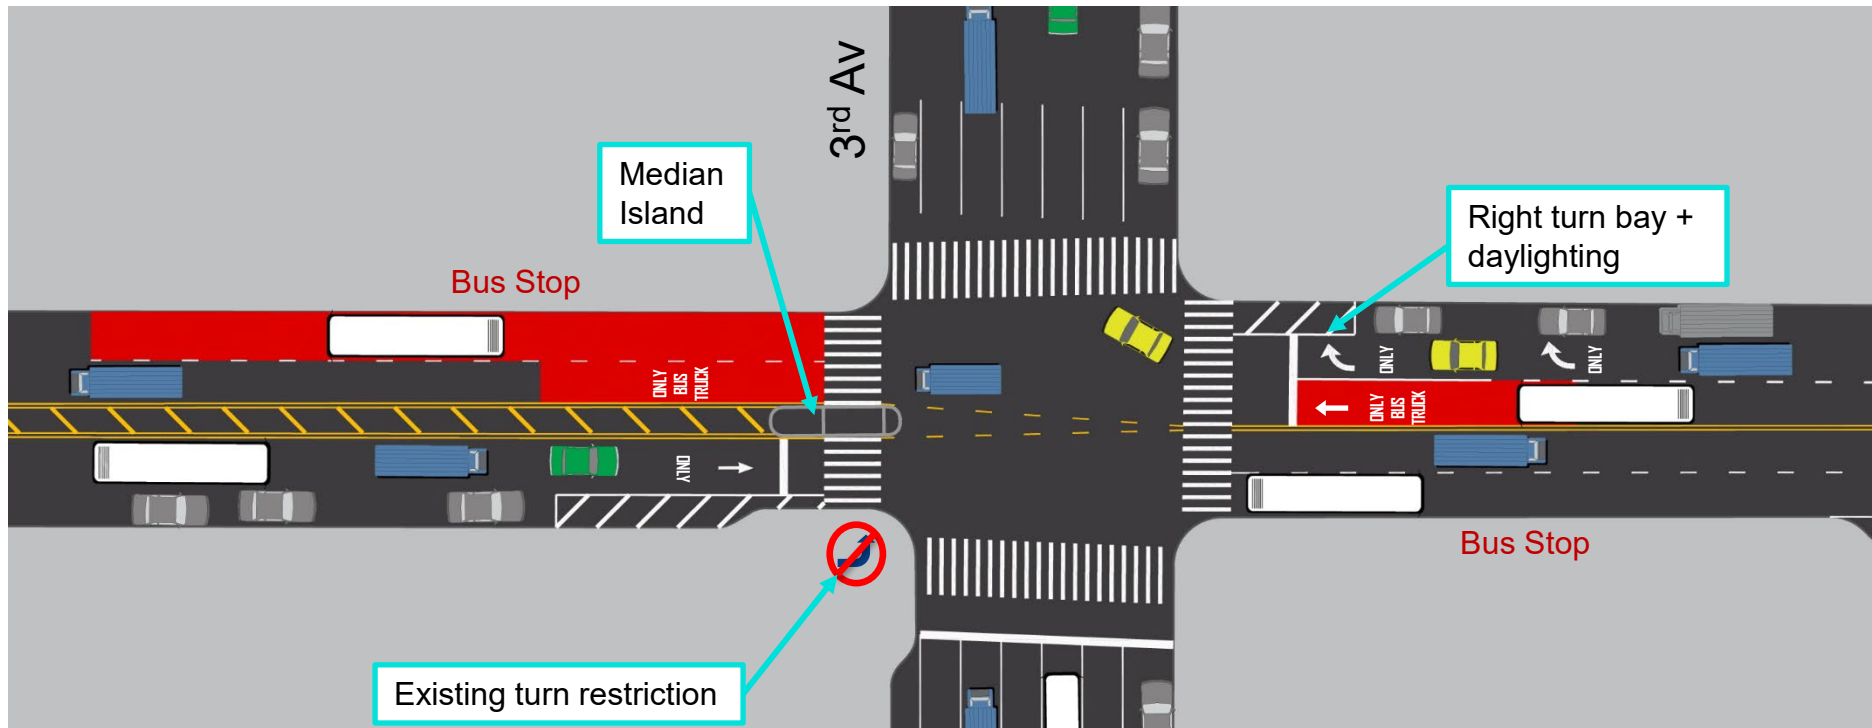 3rd Av
Median
Island
Right turn bay +
daylighting
Bus Stop
ONLY
BUS
TRUCK
ONLY
ONLY
ONLY
BUS
TRUCK
ONLY
Bus Stop
Existing turn restriction